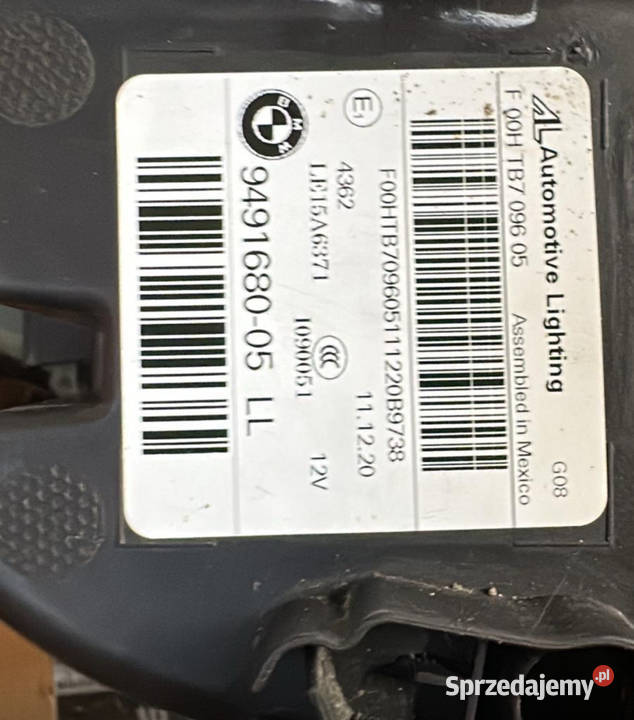 AL Automotive Lighting G08
F 00H TB7 096 05 Assembled in Mexico
F00HTB709605111220B9738
E1 4362 11.12.20
LE15A6371 CCC 1090051 12V
BMW 9491680-05 LL
Sprzedajemy.pl